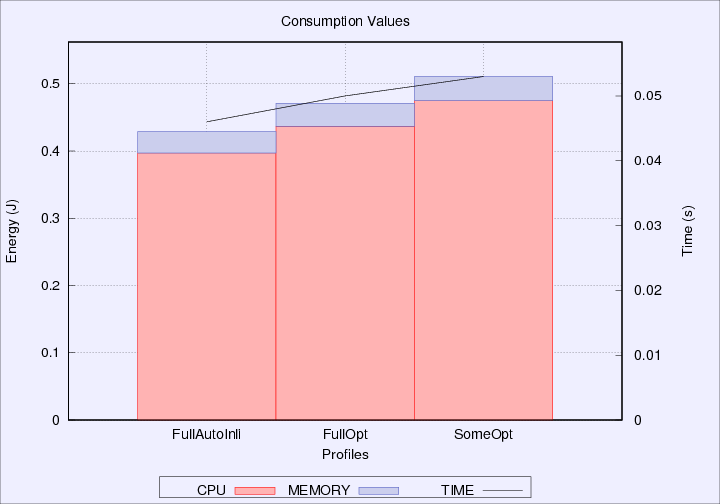 Consumption Values
Energy (J)
0.5
0.4
0.3
0.2
0.1
0
0.05
0.04
0.03
0.02
0.01
0
Time (s)
FullAutoInli
FullOpt
SomeOpt
Profiles
CPU
MEMORY
TIME